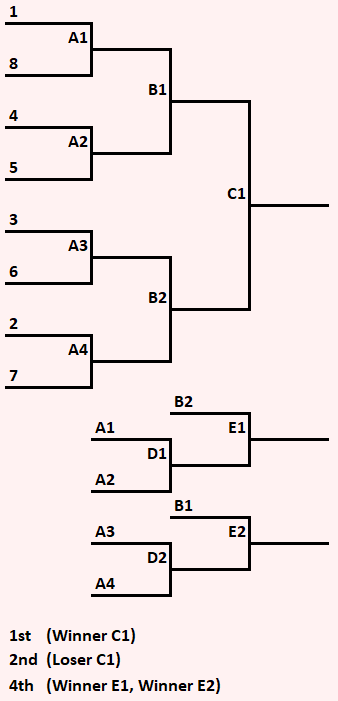 1
A1
8
B1
4
A2
5
C1
3
A3
6
B2
2
A4
7
B2
A1
E1
D1
A2
B1
A3
E2
D2
A4
1st (Winner C1)
2nd (Loser C1)
4th (Winner E1, Winner E2)